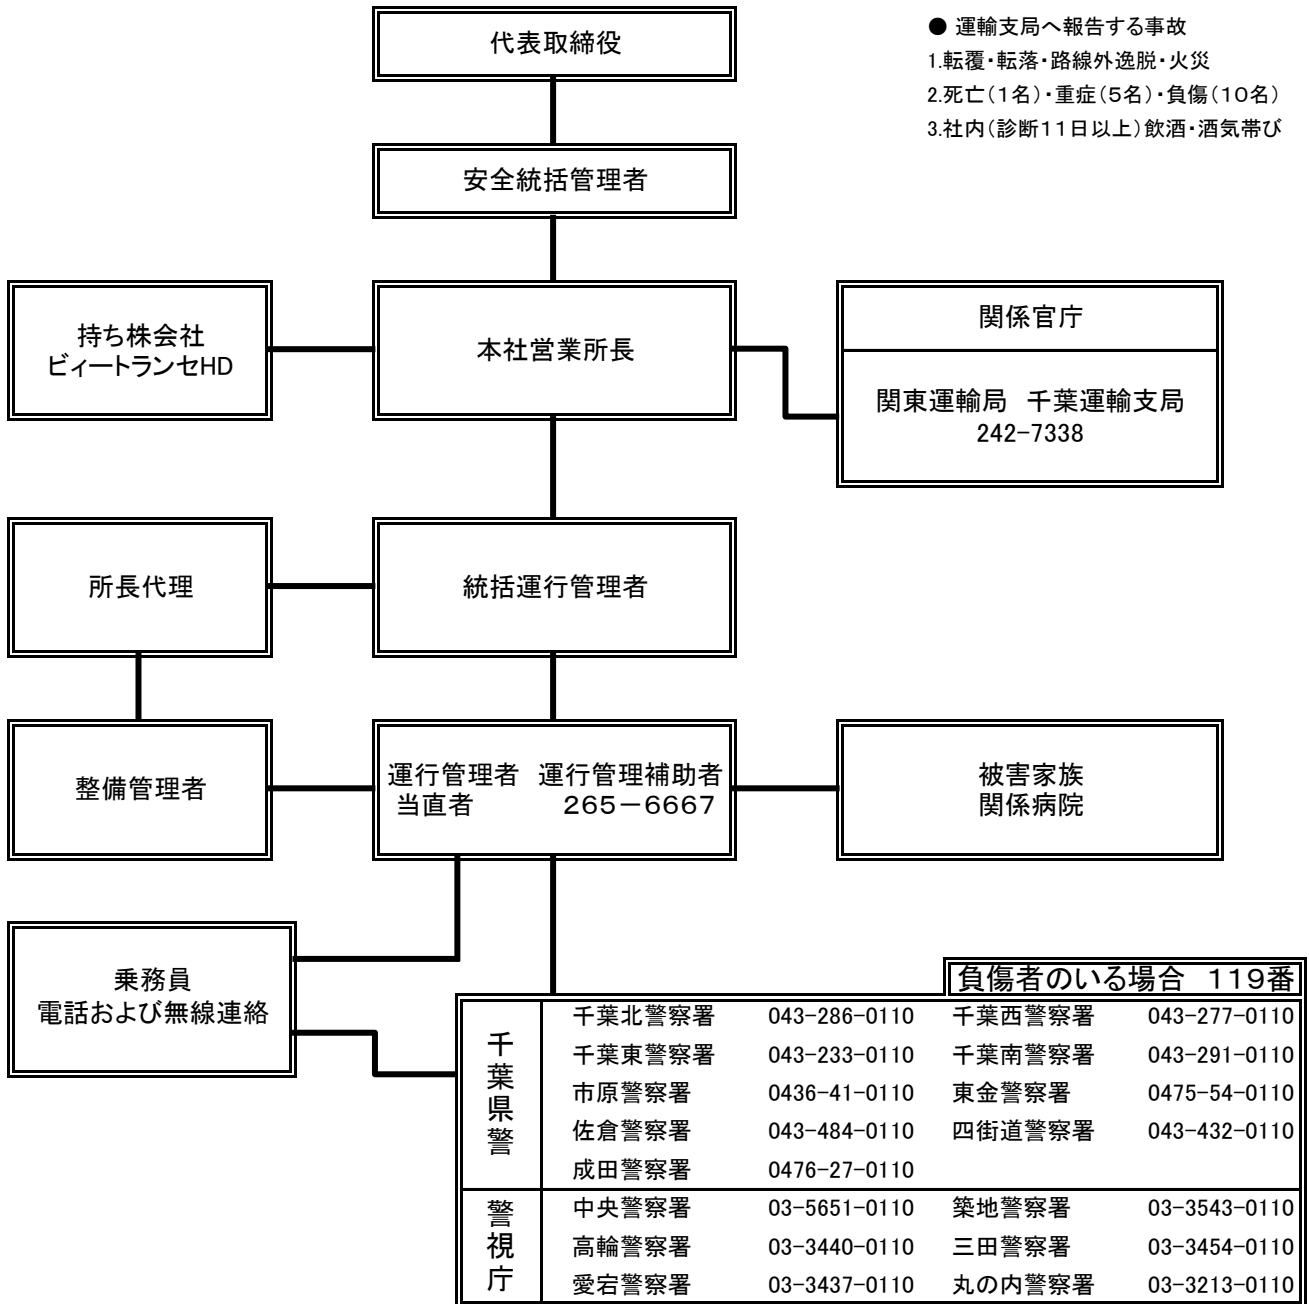 代表取締役
● 運輸支局へ報告する事故
1.転覆・転落・路線外逸脱・火災
2.死亡(1名)・重症(5名)・負傷(10名)
3.社内(診断11日以上)飲酒・酒気帯び
安全統括管理者
持ち株会社
ビィートランセHD
本社営業所長
関係官庁
関東運輸局 千葉運輸支局
242-7338
所長代理
統括運行管理者
整備管理者
運行管理者 運行管理補助者
当直者 265-6667
被害家族
関係病院
乗務員
電話および無線連絡
負傷者のいる場合 119番
千葉県警
千葉北警察署 043-286-0110 千葉西警察署 043-277-0110
千葉東警察署 043-233-0110 千葉南警察署 043-291-0110
市原警察署 0436-41-0110 東金警察署 0475-54-0110
佐倉警察署 043-484-0110 四街道警察署 043-432-0110
成田警察署 0476-27-0110
警視庁
中央警察署 03-5651-0110 築地警察署 03-3543-0110
高輪警察署 03-3440-0110 三田警察署 03-3454-0110
愛宕警察署 03-3437-0110 丸の内警察署 03-3213-0110